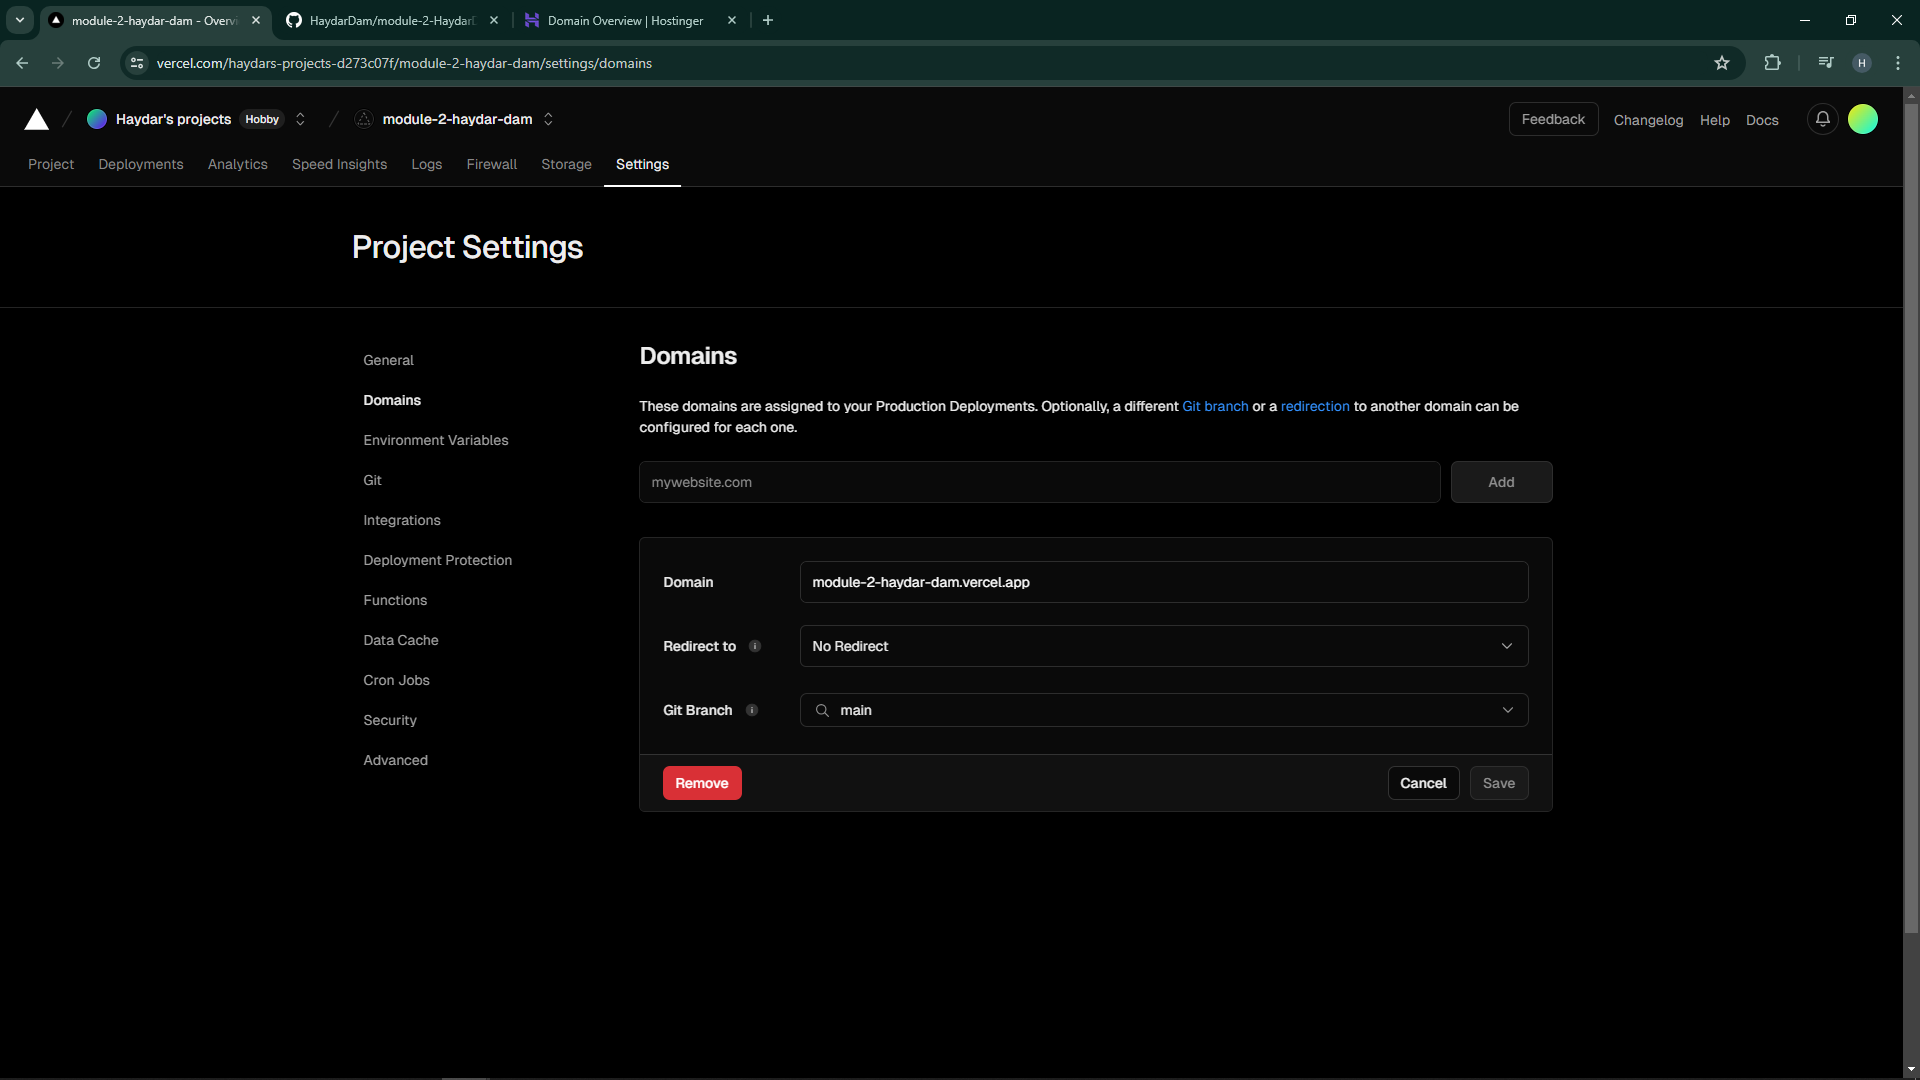 module-2-haydar-dam - Overvi
HaydarDam/module-2-Haydar
Domain Overview | Hostinger
vercel.com/haydars-projects-d273c07f/module-2-haydar-dam/settings/domains
H
Haydar's projects
Hobby
module-2-haydar-dam
Feedback
Changelog
Help
Docs
Project
Deployments
Analytics
Speed Insights
Logs
Firewall
Storage
Settings
Project Settings
General
Domains
Environment Variables
Git
Integrations
Deployment Protection
Functions
Data Cache
Cron Jobs
Security
Advanced
Domains
These domains are assigned to your Production Deployments. Optionally, a different Git branch or a redirection to another domain can be
configured for each one.
mywebsite.com
Add
Domain
module-2-haydar-dam.vercel.app
Redirect to
No Redirect
Git Branch
main
Remove
Cancel
Save